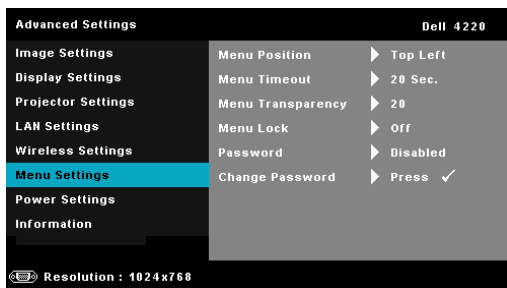 Advanced Settings Dell 4220
Image Settings Menu Position Top Left
Display Settings Menu Timeout 20 Sec.
Projector Settings Menu Transparency 20
LAN Settings Menu Lock Off
Wireless Settings Password Disabled
Menu Settings Change Password Press ✓
Power Settings
Information
Resolution : 1024x768